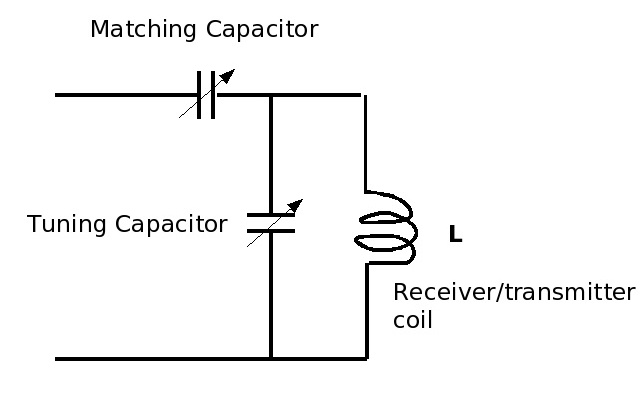 Matching Capacitor
Tuning Capacitor
L
Receiver/transmitter
coil